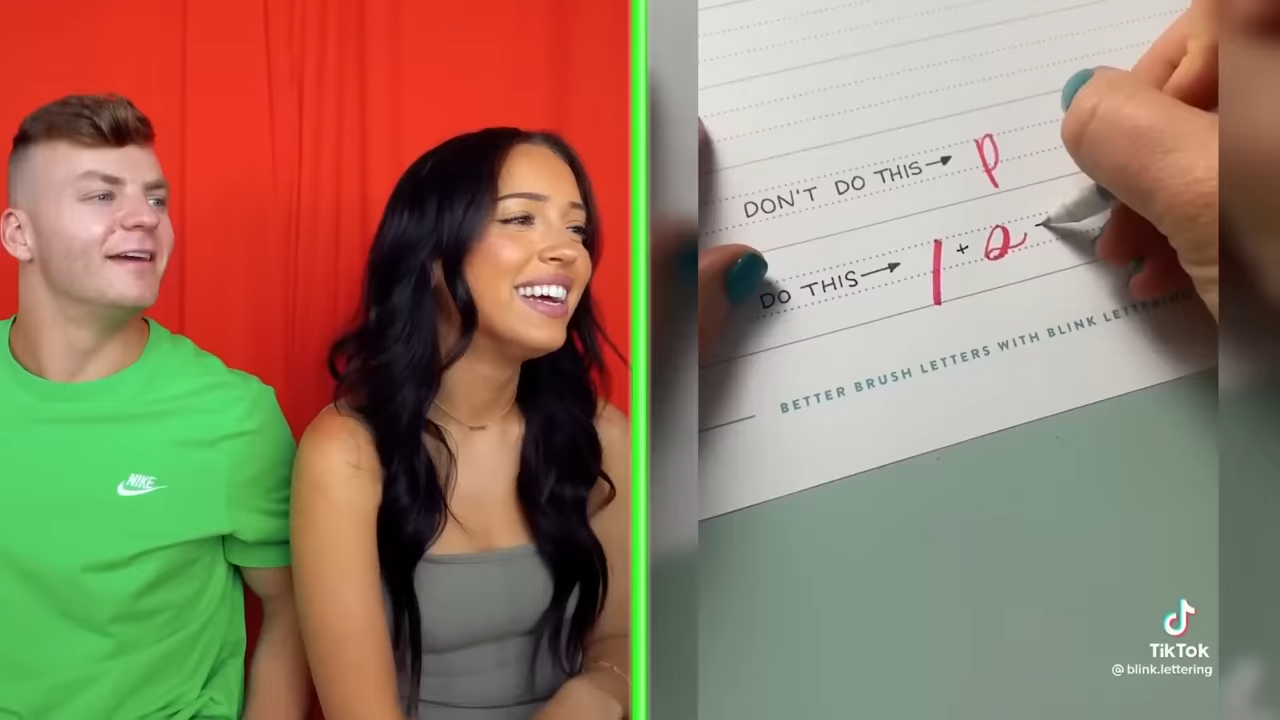 NIKE
DON'T DO THIS → p
DO THIS → l + a -
BETTER BRUSH LETTERS WITH BLINK LETTERING
TikTok
@blink.lettering